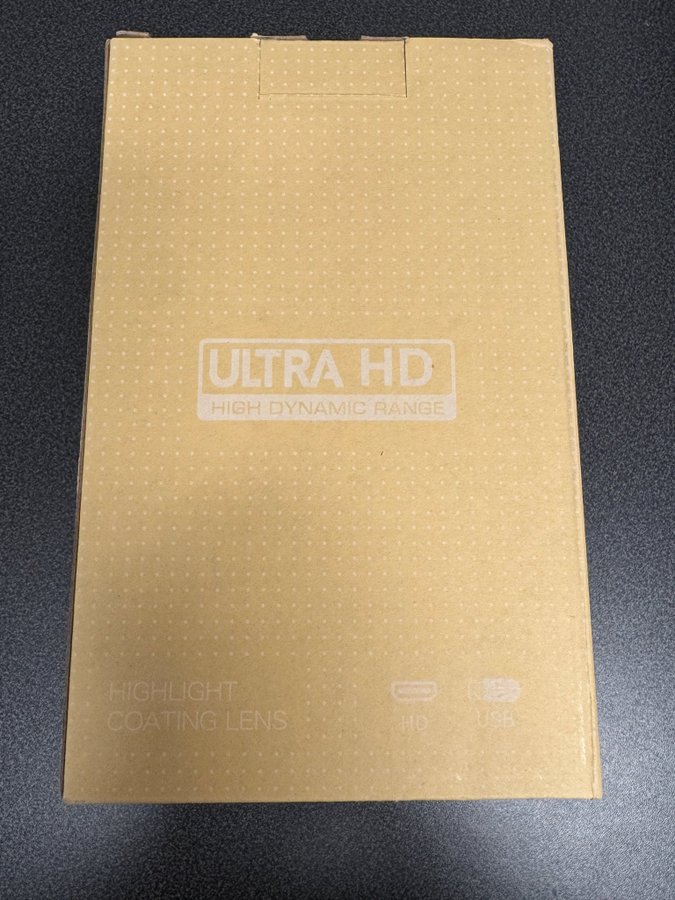 ULTRA HD
HIGH DYNAMIC RANGE
HIGHLIGHT
COATING LENS
HD
USB